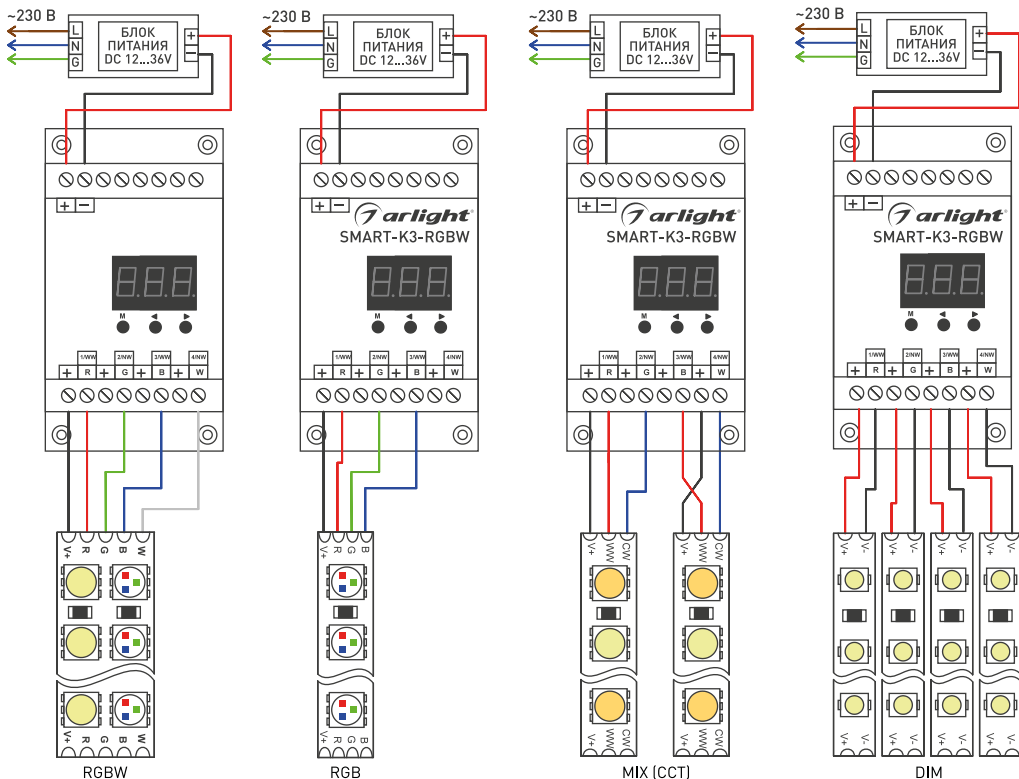 ~230 В
L
N
G
БЛОК
ПИТАНИЯ
DC 12...36V
+
−
+ −
M ◄ ►
1/WW 2/NW 3/WW 4/NW
+ R + G + B + W
V+ R G B W
V+ R G B W
RGBW
~230 В
L
N
G
БЛОК
ПИТАНИЯ
DC 12...36V
+
−
+ −
arlight®
SMART-K3-RGBW
M ◄ ►
1/WW 2/NW 3/WW 4/NW
+ R + G + B + W
V+ R G B
V+ R G B
RGB
~230 В
L
N
G
БЛОК
ПИТАНИЯ
DC 12...36V
+
−
+ −
arlight®
SMART-K3-RGBW
M ◄ ►
1/WW 2/NW 3/WW 4/NW
+ R + G + B + W
V+ WW CW V+ WW CW
V+ WW CW V+ WW CW
MIX (CCT)
~230 В
L
N
G
БЛОК
ПИТАНИЯ
DC 12...36V
+
−
+ −
arlight®
SMART-K3-RGBW
M ◄ ►
1/WW 2/NW 3/WW 4/NW
+ R + G + B + W
V+ V- V+ V- V+ V- V+ V-
V+ V- V+ V- V+ V- V+ V-
DIM